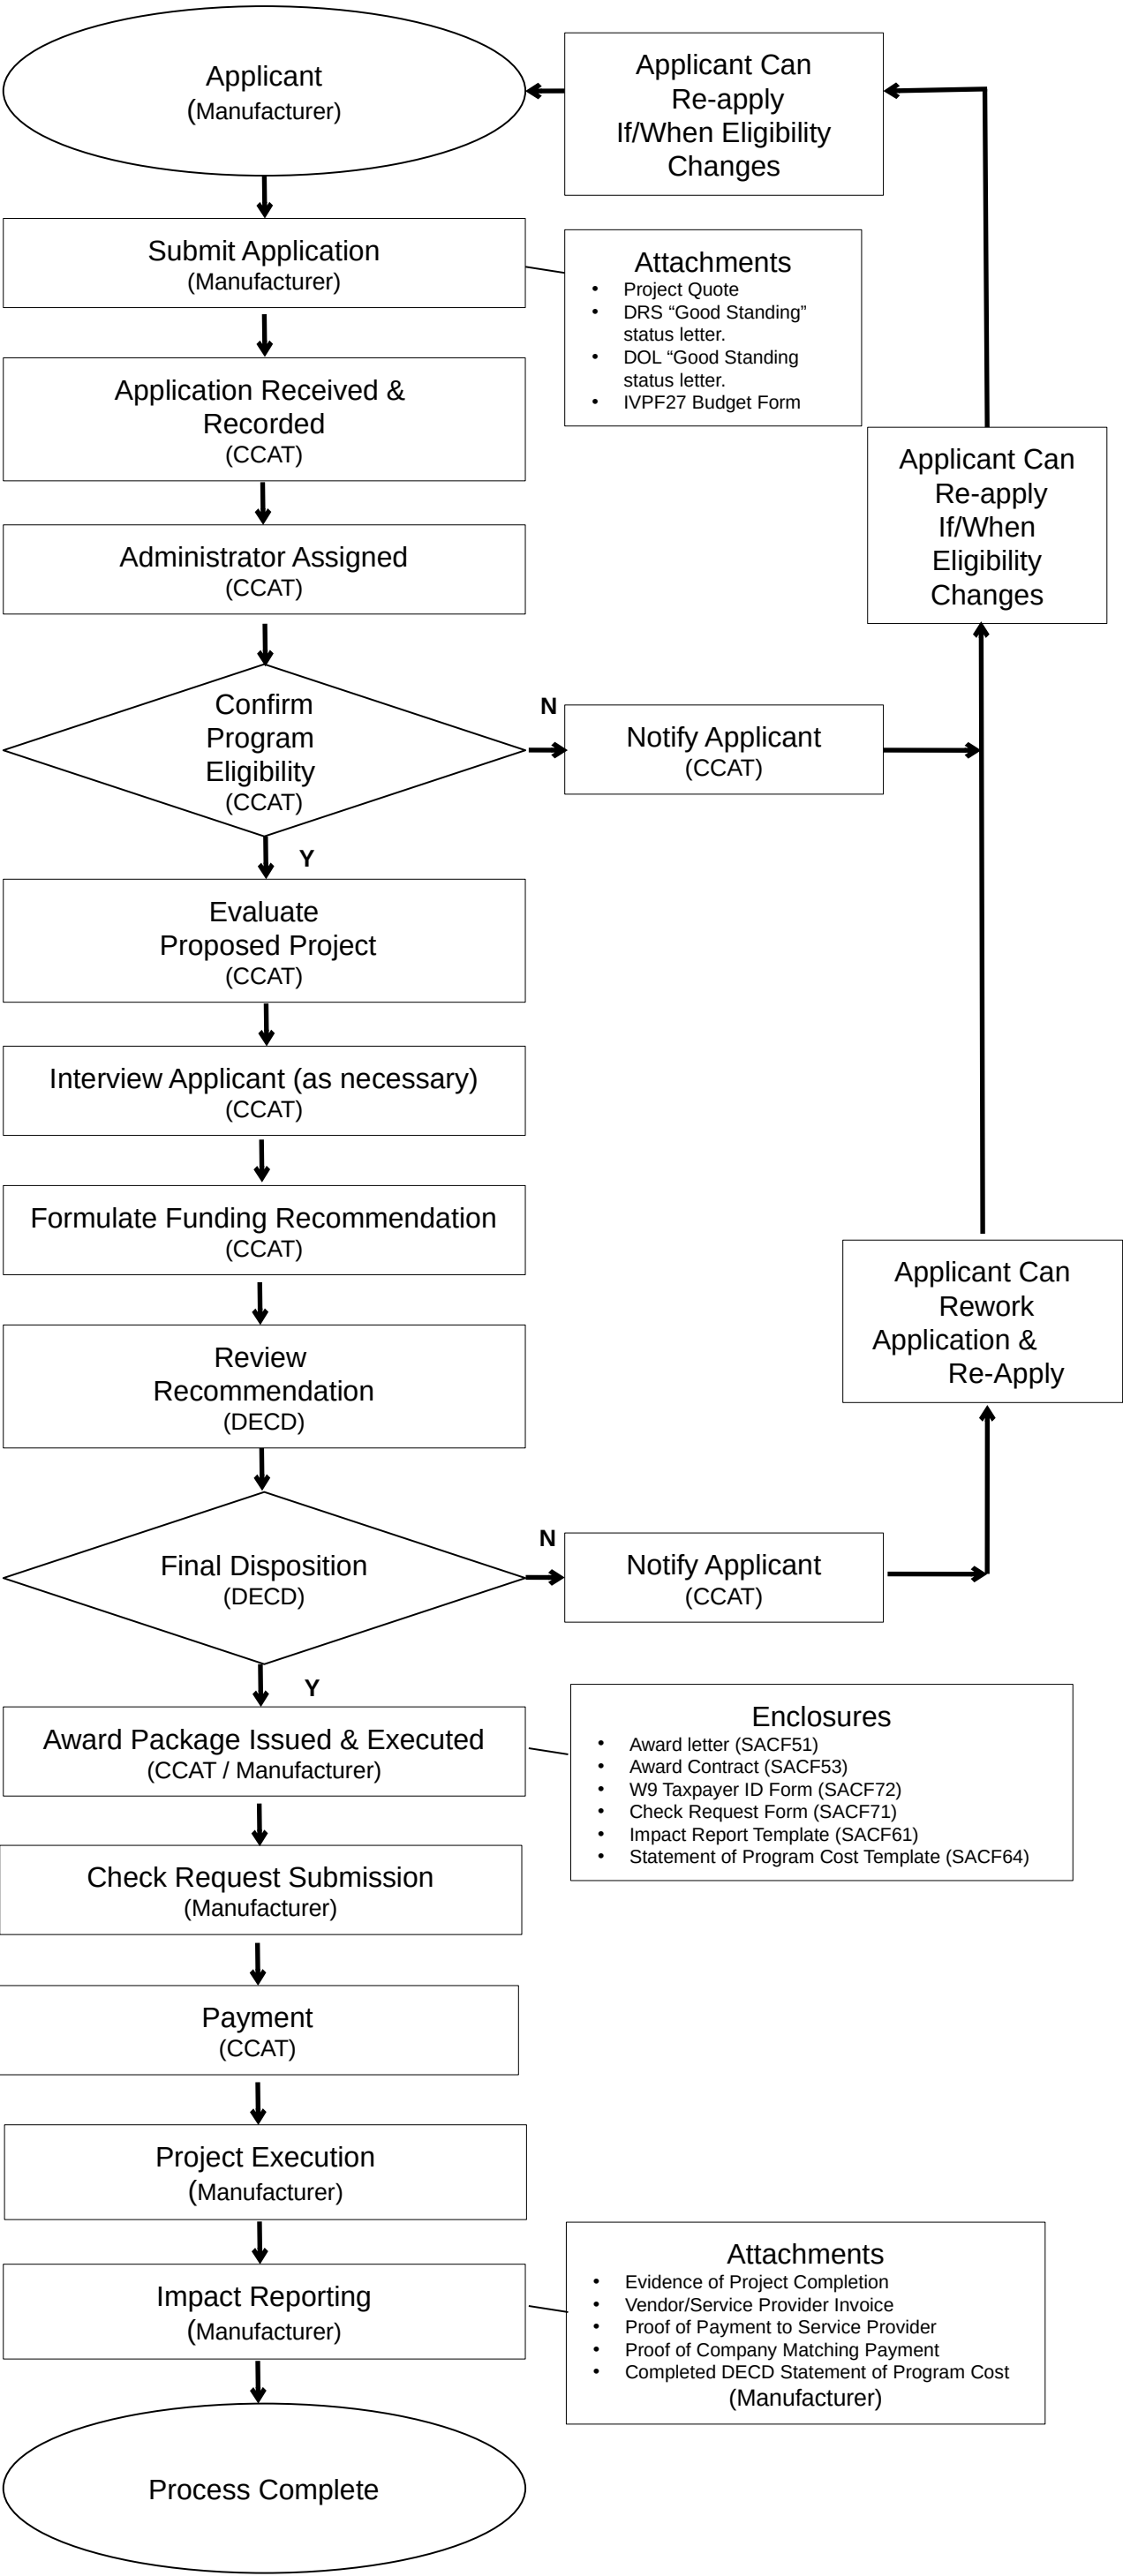 Applicant
(Manufacturer)
Applicant Can
Re-apply
If/When Eligibility
Changes
Submit Application
(Manufacturer)
Attachments
• Project Quote
• DRS “Good Standing”
status letter.
• DOL “Good Standing
status letter.
• IVPF27 Budget Form
Application Received &
Recorded
(CCAT)
Applicant Can
Re-apply
If/When
Eligibility
Changes
Administrator Assigned
(CCAT)
Confirm
Program
Eligibility
(CCAT)
N
Notify Applicant
(CCAT)
Y
Evaluate
Proposed Project
(CCAT)
Interview Applicant (as necessary)
(CCAT)
Formulate Funding Recommendation
(CCAT)
Applicant Can
Rework
Application &
Re-Apply
Review
Recommendation
(DECD)
Final Disposition
(DECD)
N
Notify Applicant
(CCAT)
Y
Award Package Issued & Executed
(CCAT / Manufacturer)
Enclosures
• Award letter (SACF51)
• Award Contract (SACF53)
• W9 Taxpayer ID Form (SACF72)
• Check Request Form (SACF71)
• Impact Report Template (SACF61)
• Statement of Program Cost Template (SACF64)
Check Request Submission
(Manufacturer)
Payment
(CCAT)
Project Execution
(Manufacturer)
Impact Reporting
(Manufacturer)
Attachments
• Evidence of Project Completion
• Vendor/Service Provider Invoice
• Proof of Payment to Service Provider
• Proof of Company Matching Payment
• Completed DECD Statement of Program Cost
(Manufacturer)
Process Complete